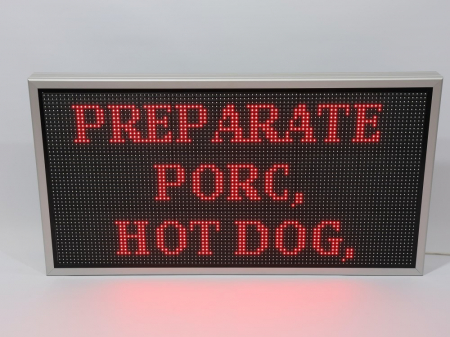 PREPARATE
PORC,
HOT DOG,